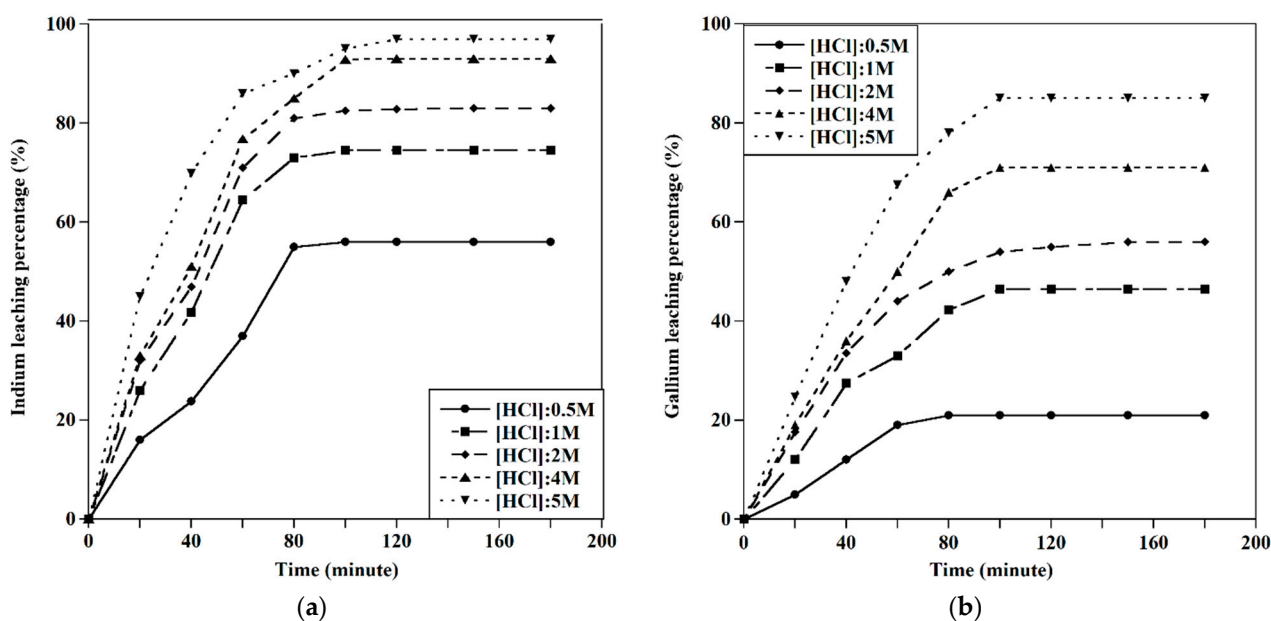 100
80
60
40
20
0
Indium leaching percentage (%)
[HCl]:0.5M
[HCl]:1M
[HCl]:2M
[HCl]:4M
[HCl]:5M
0 40 80 120 160 200
Time (minute)
(a)
100
80
60
40
20
0
Gallium leaching percentage (%)
[HCl]:0.5M
[HCl]:1M
[HCl]:2M
[HCl]:4M
[HCl]:5M
0 40 80 120 160 200
Time (minute)
(b)